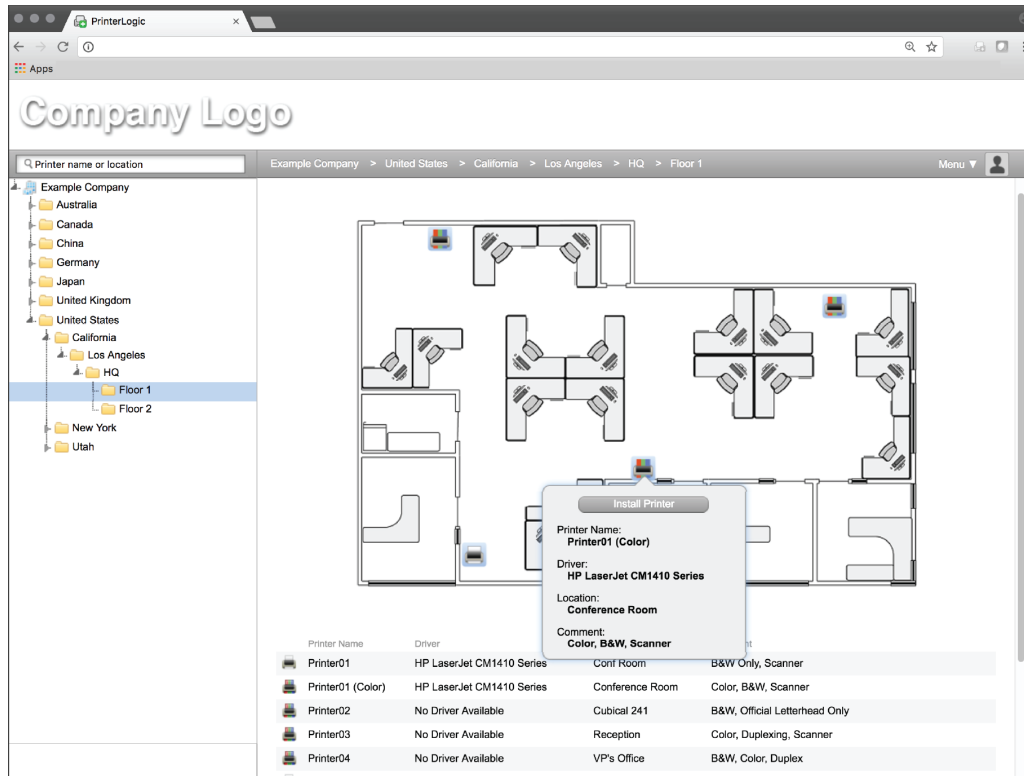 PrinterLogic
Apps
Company Logo
Printer name or location
Example Company > United States > California > Los Angeles > HQ > Floor 1
Menu ▼
Example Company
Australia
Canada
China
Germany
Japan
United Kingdom
United States
California
Los Angeles
HQ
Floor 1
Floor 2
New York
Utah
Install Printer
Printer Name:
Printer01 (Color)
Driver:
HP LaserJet CM1410 Series
Location:
Conference Room
Comment:
Color, B&W, Scanner
Printer Name Driver
Printer01 HP LaserJet CM1410 Series Conf Room B&W Only, Scanner
Printer01 (Color) HP LaserJet CM1410 Series Conference Room Color, B&W, Scanner
Printer02 No Driver Available Cubical 241 B&W, Official Letterhead Only
Printer03 No Driver Available Reception Color, Duplexing, Scanner
Printer04 No Driver Available VP's Office B&W, Color, Duplex